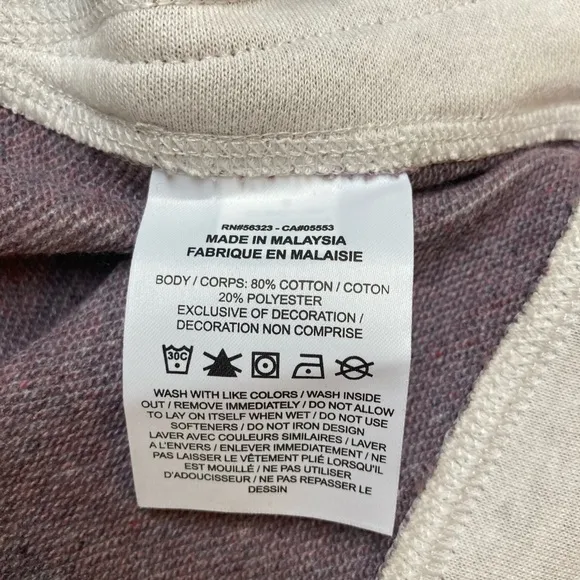 RN#56323 - CA#05553
MADE IN MALAYSIA
FABRIQUE EN MALAISIE
BODY / CORPS: 80% COTTON / COTON
20% POLYESTER
EXCLUSIVE OF DECORATION /
DECORATION NON COMPRISE
30C
WASH WITH LIKE COLORS / WASH INSIDE
OUT / REMOVE IMMEDIATELY / DO NOT ALLOW
TO LAY ON ITSELF WHEN WET / DO NOT USE
SOFTENERS / DO NOT IRON DESIGN
LAVER AVEC COULEURS SIMILAIRES / LAVER
A L'ENVERS / ENLEVER IMMEDIATEMENT / NE
PAS LAISSER LE VÊTEMENT PLIÉ LORSQU'IL
EST MOUILLÉ / NE PAS UTILISER
D'ADOUCISSEUR / NE PAS REPASSER LE
DESSIN